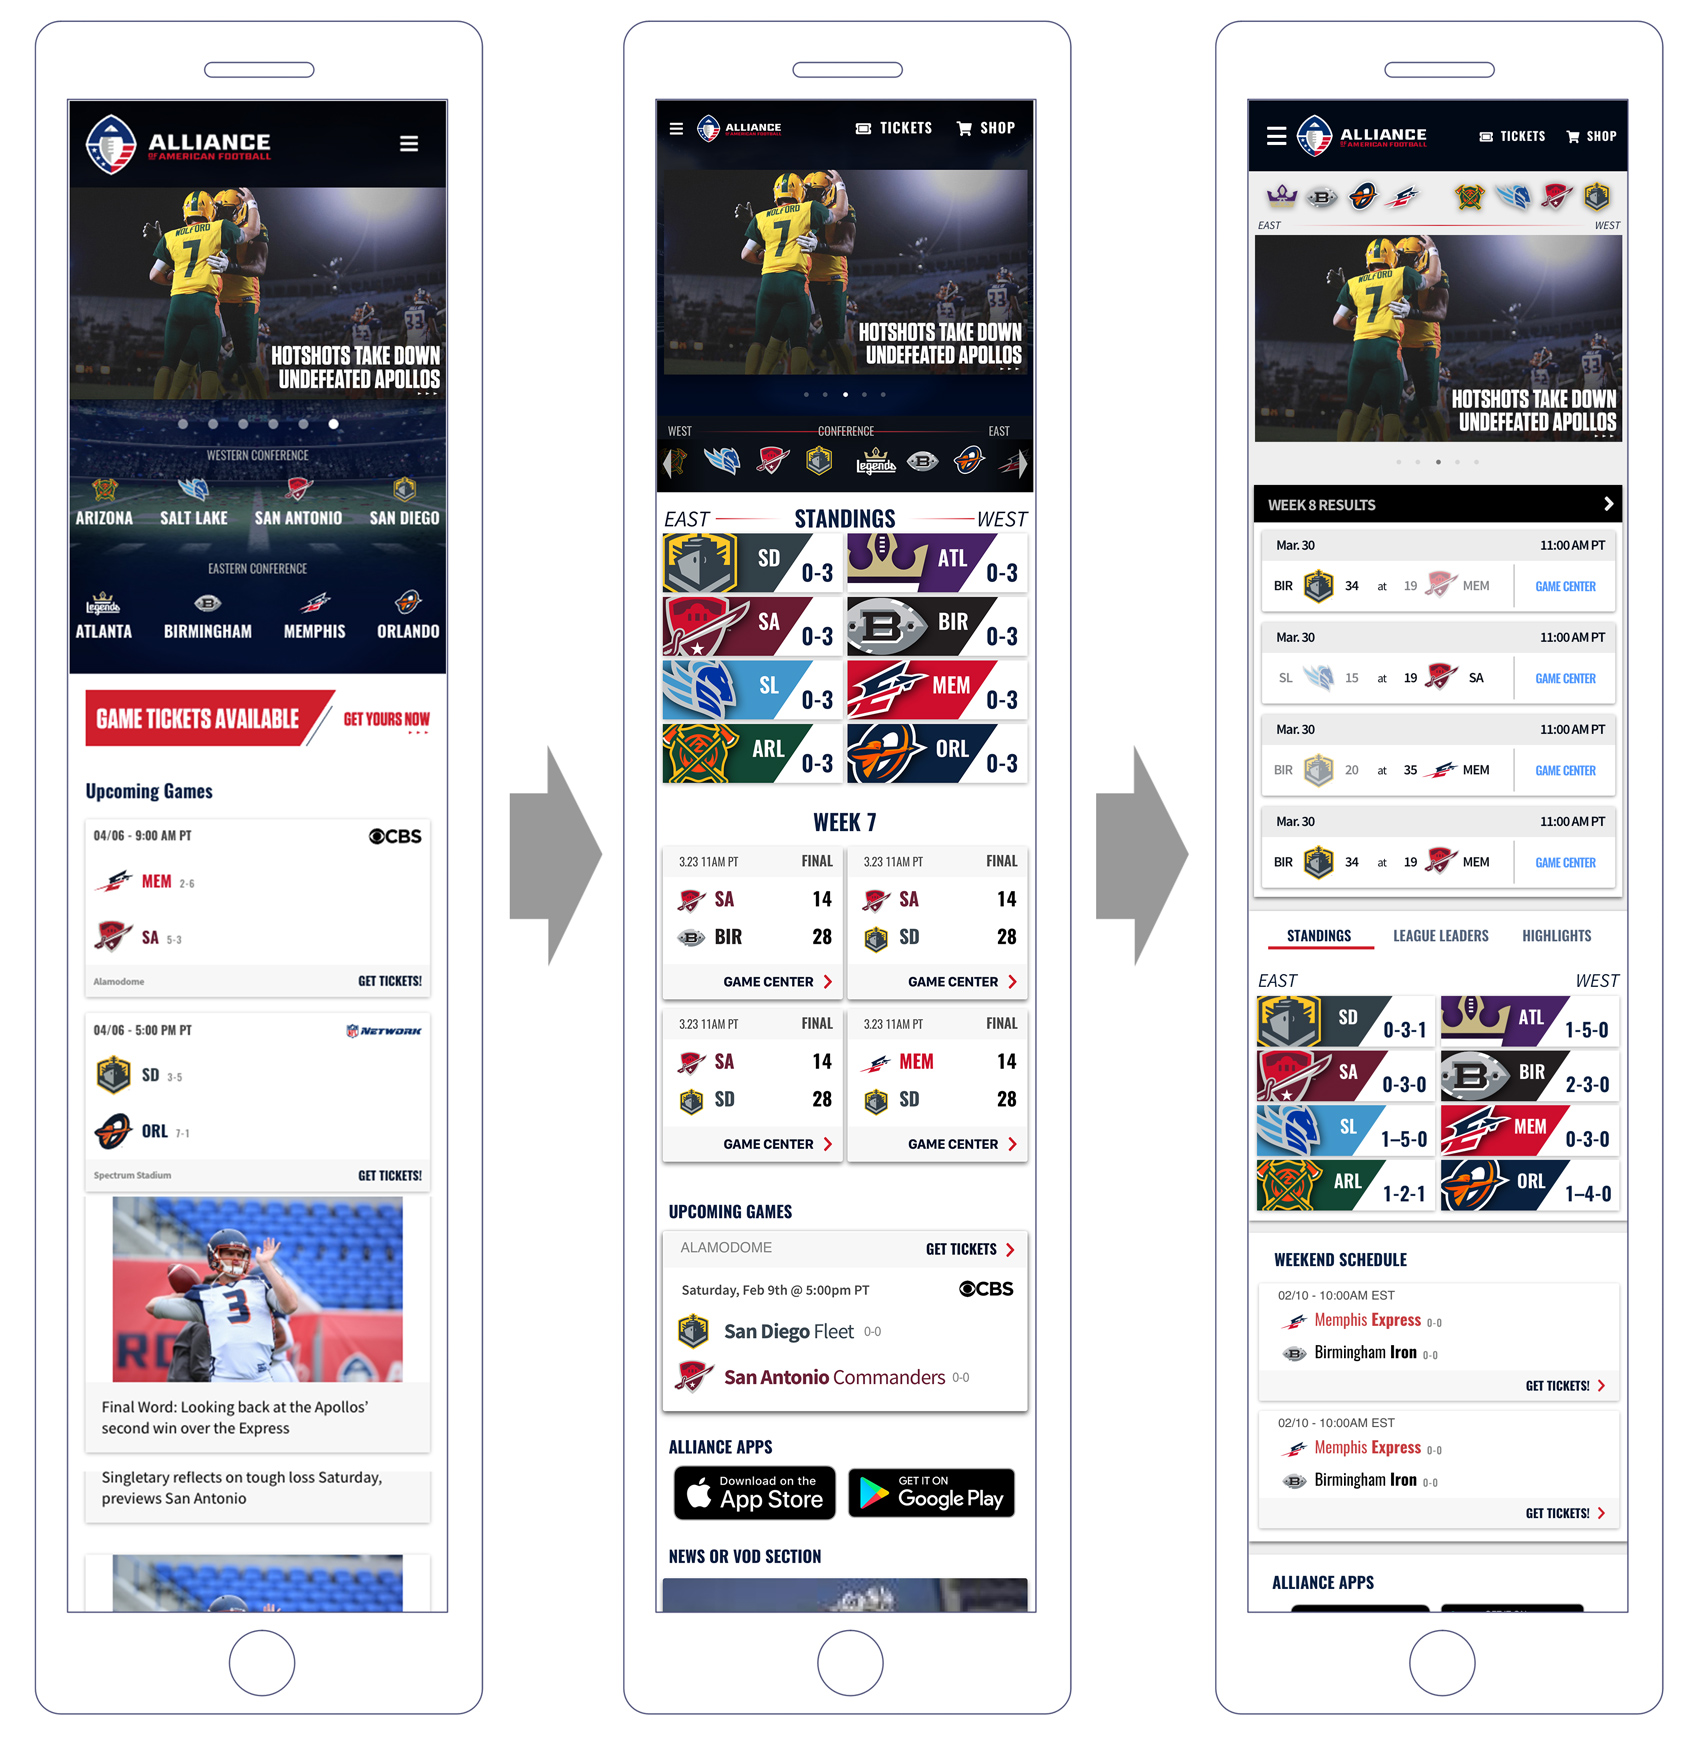 ALLIANCE
OF AMERICAN FOOTBALL
WOLFORD
7
33
HOTSHOTS TAKE DOWN
UNDEFEATED APOLLOS
WESTERN CONFERENCE
ARIZONA SALT LAKE SAN ANTONIO SAN DIEGO
EASTERN CONFERENCE
Legends B
ATLANTA BIRMINGHAM MEMPHIS ORLANDO
GAME TICKETS AVAILABLE GET YOURS NOW
Upcoming Games
04/06 - 9:00 AM PT CBS
MEM 2-6
SA 5-3
Alamodome GET TICKETS!
04/06 - 5:00 PM PT NETWORK
SD 3-5
ORL 7-1
Spectrum Stadium GET TICKETS!
3
Final Word: Looking back at the Apollos’
second win over the Express
Singletary reflects on tough loss Saturday,
previews San Antonio
ALLIANCE
OF AMERICAN FOOTBALL
TICKETS SHOP
WOLFORD
7
33
HOTSHOTS TAKE DOWN
UNDEFEATED APOLLOS
WEST CONFERENCE EAST
Legends B
EAST STANDINGS WEST
SD 0-3 ATL 0-3
SA 0-3 B BIR 0-3
SL 0-3 MEM 0-3
ARL 0-3 ORL 0-3
WEEK 7
3.23 11AM PT FINAL 3.23 11AM PT FINAL
SA 14 SA 14
B BIR 28 SD 28
GAME CENTER GAME CENTER
3.23 11AM PT FINAL 3.23 11AM PT FINAL
SA 14 MEM 14
SD 28 SD 28
GAME CENTER GAME CENTER
UPCOMING GAMES
ALAMODOME GET TICKETS
Saturday, Feb 9th @ 5:00pm PT CBS
San Diego Fleet 0-0
San Antonio Commanders 0-0
ALLIANCE APPS
Download on the GET IT ON
App Store Google Play
NEWS OR VOD SECTION
ALLIANCE
OF AMERICAN FOOTBALL
TICKETS SHOP
B
EAST WEST
WOLFORD
7
33
HOTSHOTS TAKE DOWN
UNDEFEATED APOLLOS
WEEK 8 RESULTS
Mar. 30 11:00 AM PT
BIR 34 at 19 MEM GAME CENTER
Mar. 30 11:00 AM PT
SL 15 at 19 SA GAME CENTER
Mar. 30 11:00 AM PT
BIR 20 at 35 MEM GAME CENTER
Mar. 30 11:00 AM PT
BIR 34 at 19 MEM GAME CENTER
STANDINGS LEAGUE LEADERS HIGHLIGHTS
EAST WEST
SD 0-3-1 ATL 1-5-0
SA 0-3-0 B BIR 2-3-0
SL 1–5-0 MEM 0-3-0
ARL 1-2-1 ORL 1–4-0
WEEKEND SCHEDULE
02/10 - 10:00AM EST
Memphis Express 0-0
B Birmingham Iron 0-0
GET TICKETS!
02/10 - 10:00AM EST
Memphis Express 0-0
B Birmingham Iron 0-0
GET TICKETS!
ALLIANCE APPS